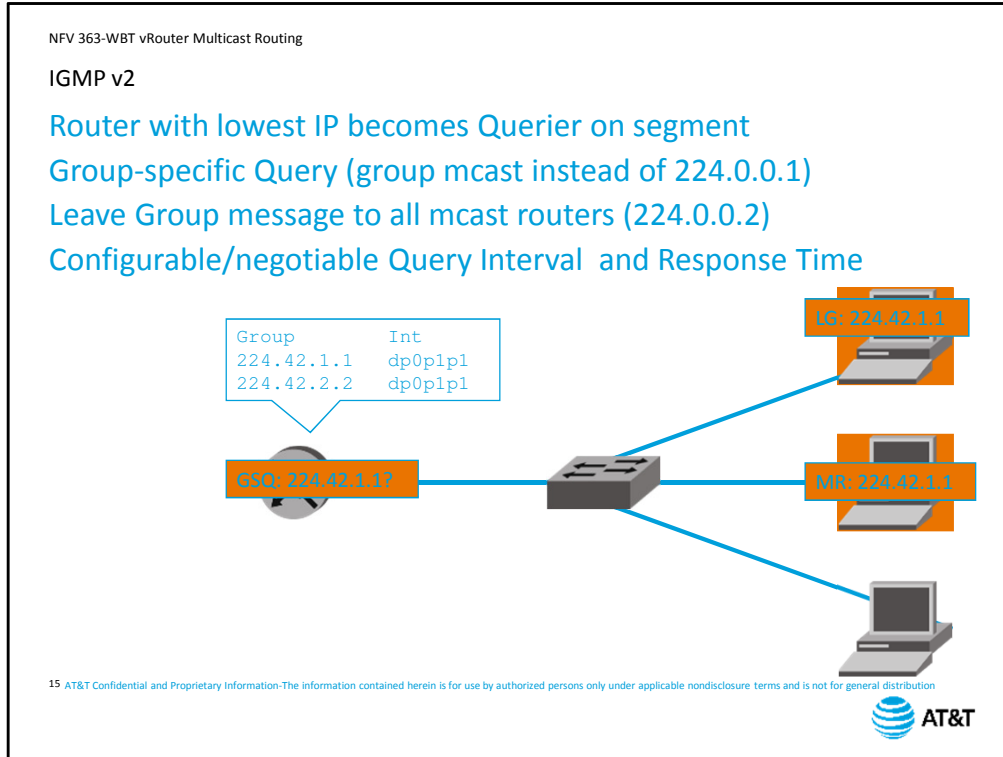 NFV 363-WBT vRouter Multicast Routing
IGMP v2
Router with lowest IP becomes Querier on segment
Group-specific Query (group mcast instead of 224.0.0.1)
Leave Group message to all mcast routers (224.0.0.2)
Configurable/negotiable Query Interval and Response Time
LG: 224.42.1.1
Group Int
224.42.1.1 dp0p1p1
224.42.2.2 dp0p1p1
GSQ: 224.42.1.1?
MR: 224.42.1.1
15 AT&T Confidential and Proprietary Information-The information contained herein is for use by authorized persons only under applicable nondisclosure terms and is not for general distribution
AT&T